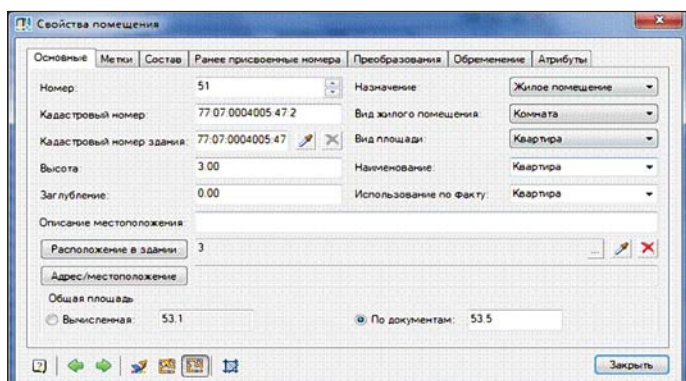 Свойства помещения
Основные Метки Состав Ранее присвоенные номера Преобразования Обременение Атрибуты
Номер: 51 Назначение Жилое помещение
Кадастровый номер: 77:07:0004005:47:2 Вид жилого помещения: Комната
Кадастровый номер здания: 77:07:0004005:47 Вид площади: Квартира
Высота: 3.00 Наименование: Квартира
Заглубление: 0.00 Использование по факту: Квартира
Описание местоположения
Расположение в здании 3 ...
Адрес/местоположение
Общая площадь
Вычисленная: 53.1 По документам: 53.5
Закрыть